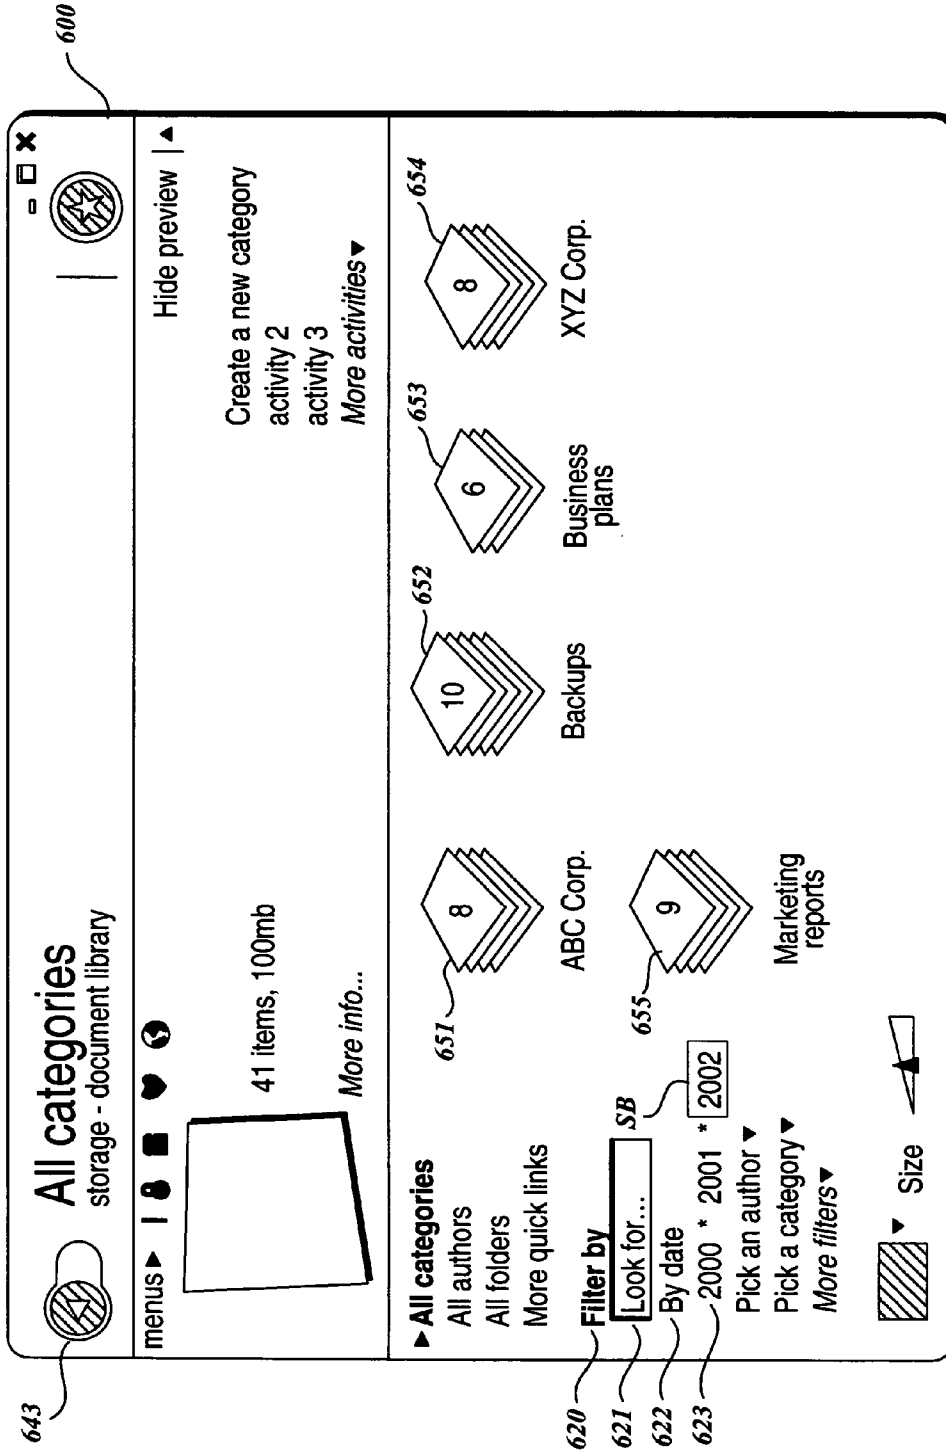 600
All categories
storage - document library
643
menus
Hide preview
41 items, 100mb
More info...
Create a new category
activity 2
activity 3
More activities
All categories
All authors
All folders
More quick links
620
Filter by
621
Look for...
SB
622
By date
623
2000 * 2001 * 2002
Pick an author
Pick a category
More filters
Size
651
8
ABC Corp.
652
10
Backups
653
6
Business
plans
654
8
XYZ Corp.
655
9
Marketing
reports